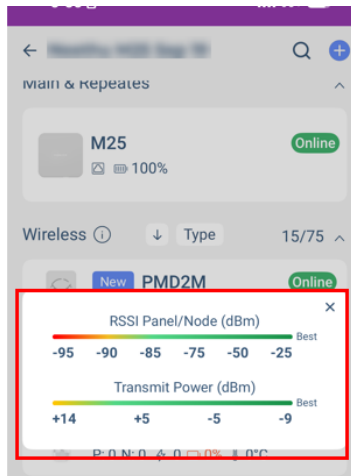 Main & Repeates
M25
Online
100%
Wireless
Type
15/75
New
PMD2M
Online
RSSI Panel/Node (dBm)
Best
-95 -90 -85 -75 -50 -25
Transmit Power (dBm)
Best
+14 +5 -5 -9
P: 0 N: 0 0 0% 0°C